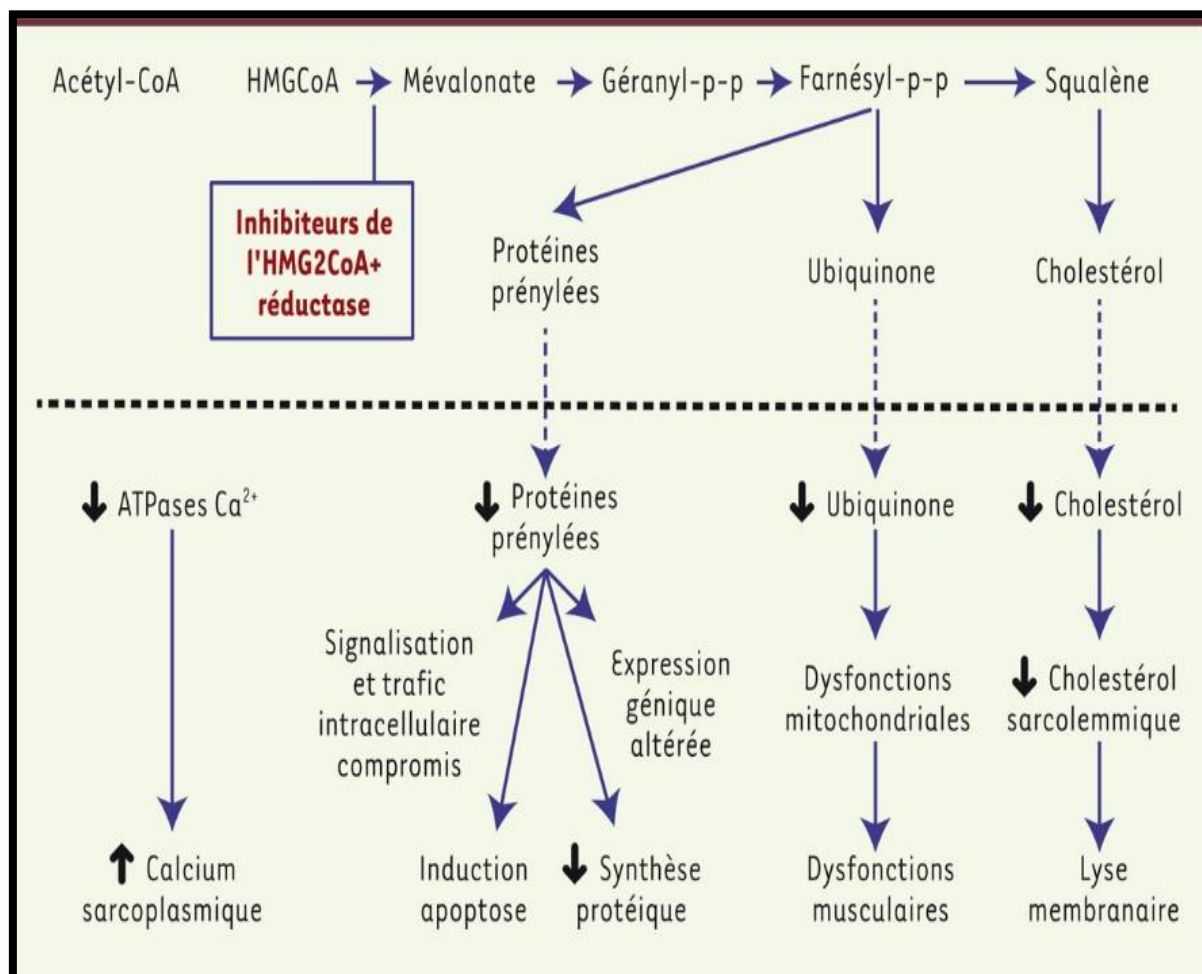 Acétyl-CoA HMGCoA Mévalonate Géranyl-p-p Farnésyl-p-p Squalène
Inhibiteurs de
l'HMG2CoA+
réductase
Protéines
prénylées
Ubiquinone
Cholestérol
ATPases Ca²⁺
Protéines
prénylées
Ubiquinone
Cholestérol
Signalisation
et trafic
intracellulaire
compromis
Expression
génique
altérée
Dysfonctions
mitochondriales
Cholestérol
sarcolemmique
Calcium
sarcoplasmique
Induction
apoptose
Synthèse
protéique
Dysfonctions
musculaires
Lyse
membranaire